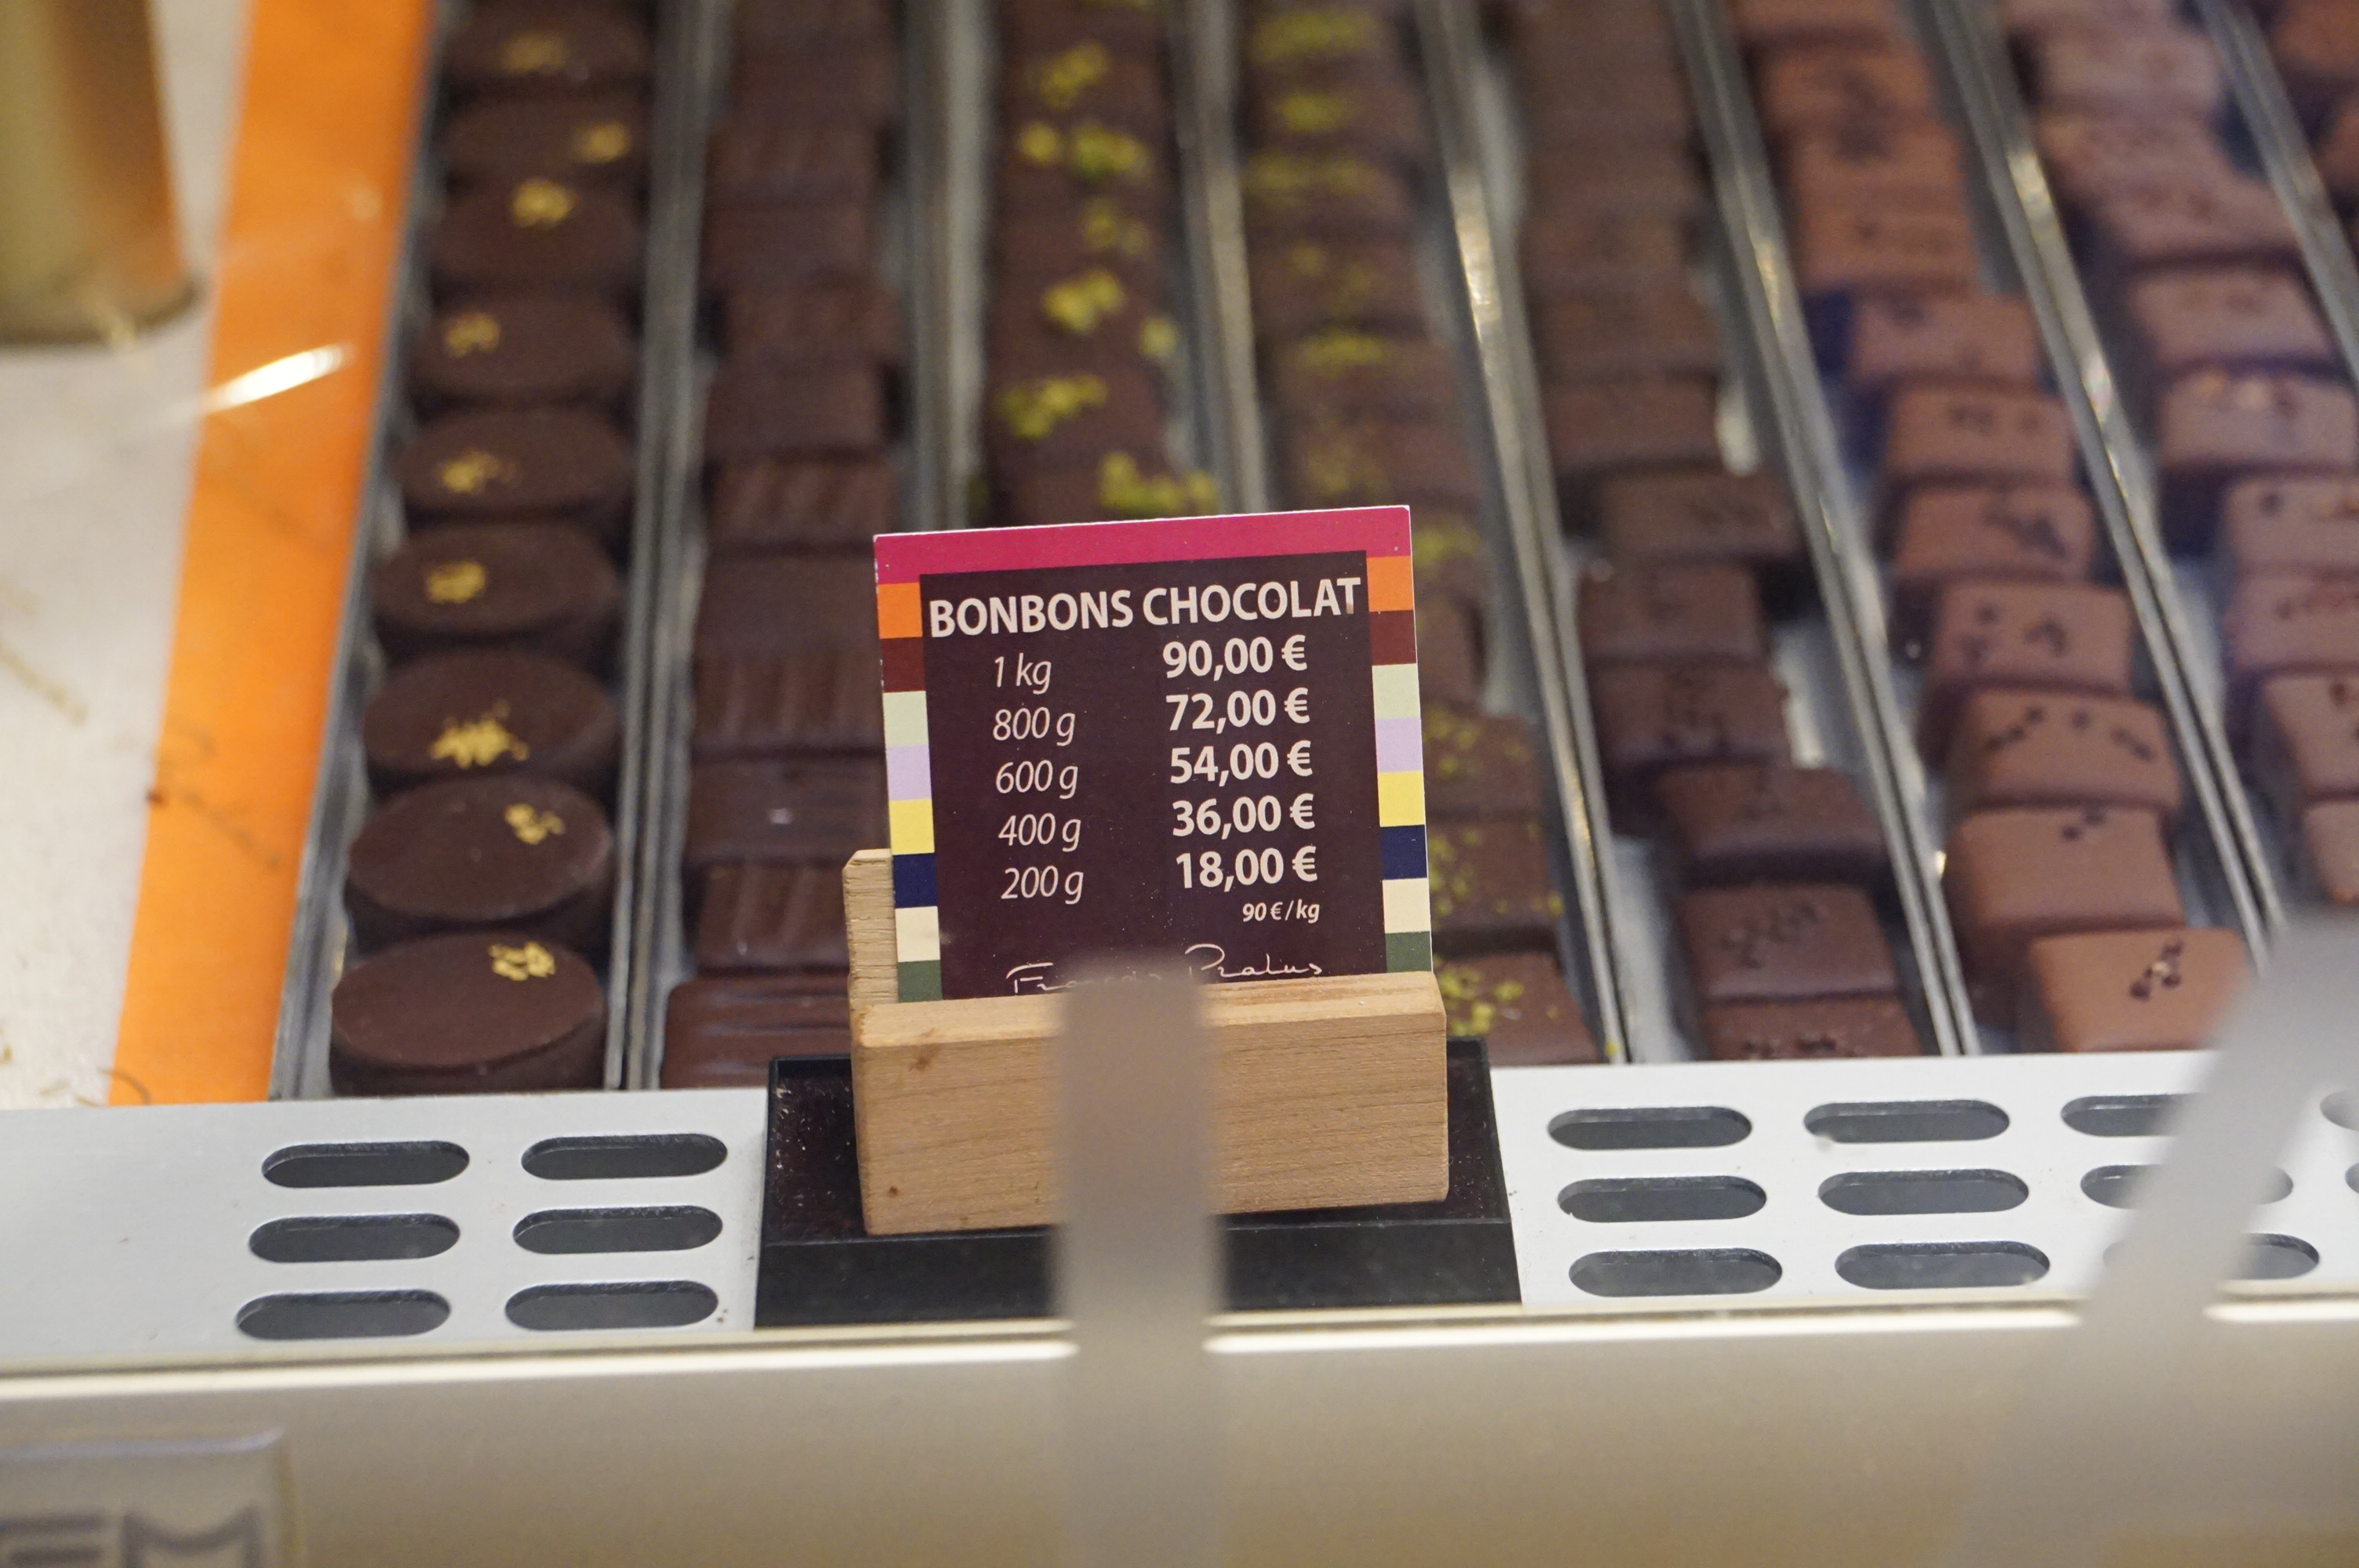 BONBONS CHOCOLAT
1 kg 90,00 €
800 g 72,00 €
600 g 54,00 €
400 g 36,00 €
200 g 18,00 €
90 €/kg
Pralus